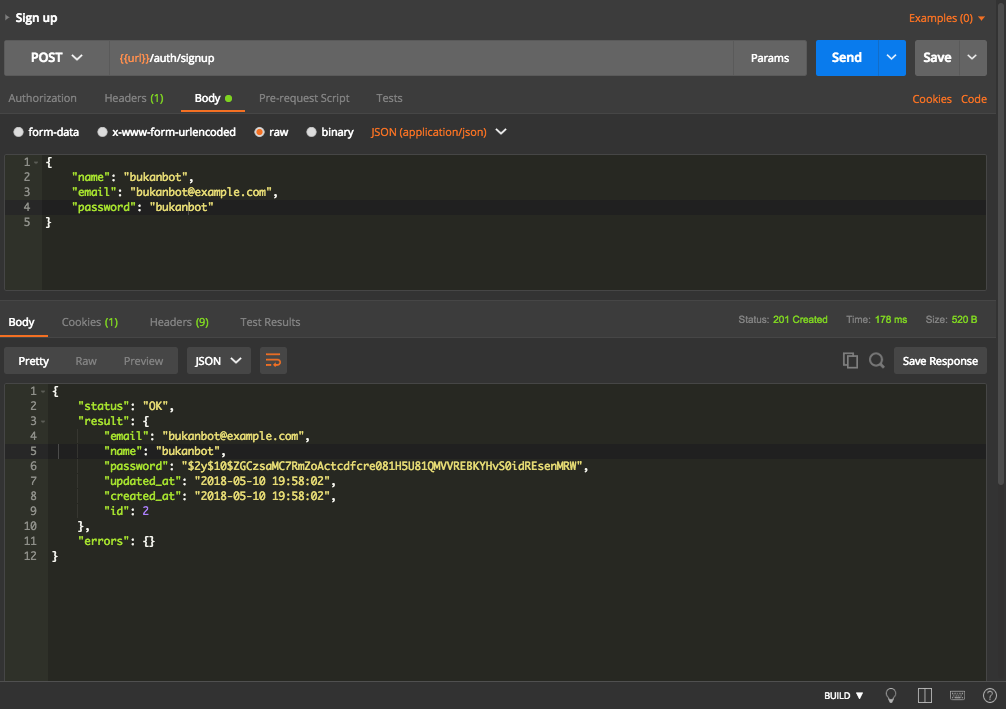 Sign up
Examples (0)
POST
{{url}}/auth/signup
Params
Send
Save
Authorization
Headers (1)
Body
Pre-request Script
Tests
Cookies
Code
form-data
x-www-form-urlencoded
raw
binary
JSON (application/json)
1 {
2 "name": "bukanbot",
3 "email": "bukanbot@example.com",
4 "password": "bukanbot"
5 }
Body
Cookies (1)
Headers (9)
Test Results
Status: 201 Created
Time: 178 ms
Size: 520 B
Pretty
Raw
Preview
JSON
Save Response
1 {
2 "status": "OK",
3 "result": {
4 "email": "bukanbot@example.com",
5 "name": "bukanbot",
6 "password": "$2y$10$ZGCzsaMC7RmZoActcdfcre081H5U81QMVVREBKYHvS0idREsenMRW",
7 "updated_at": "2018-05-10 19:58:02",
8 "created_at": "2018-05-10 19:58:02",
9 "id": 2
10 },
11 "errors": {}
12 }
BUILD